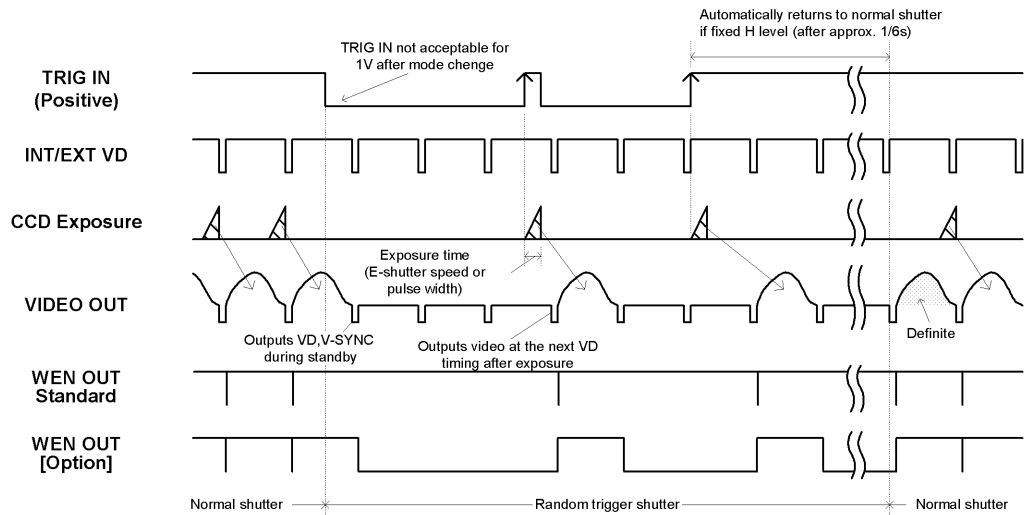 Automatically returns to normal shutter
if fixed H level (after approx. 1/6s)
TRIG IN not acceptable for
1V after mode chenge
TRIG IN
(Positive)
INT/EXT VD
CCD Exposure
Exposure time
(E-shutter speed or
pulse width)
VIDEO OUT
Outputs VD,V-SYNC
during standby
Outputs video at the next VD
timing after exposure
Definite
WEN OUT
Standard
WEN OUT
[Option]
Normal shutter
Random trigger shutter
Normal shutter